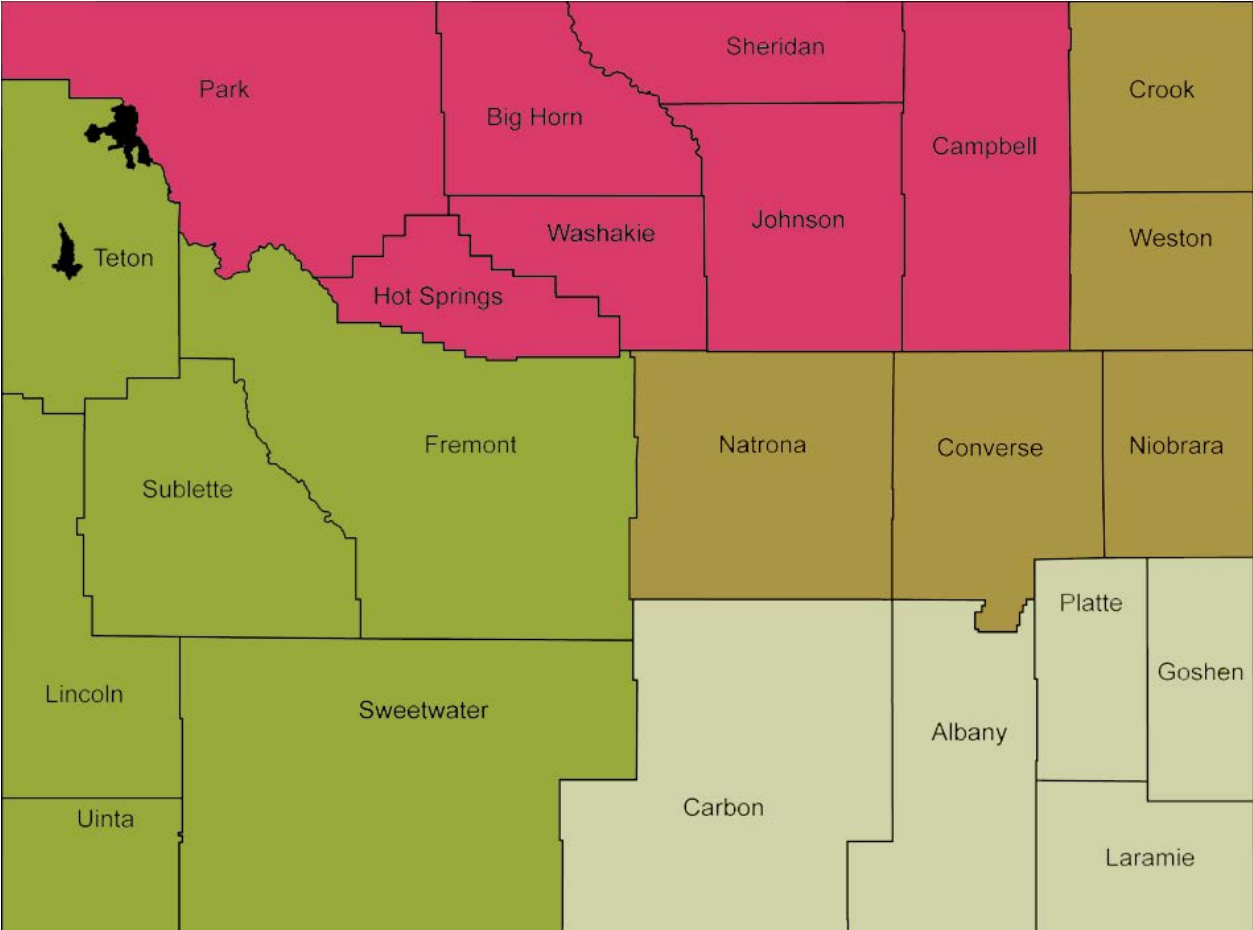 Sheridan
Park
Crook
Big Horn
Campbell
Washakie
Johnson
Weston
Teton
Hot Springs
Fremont
Natrona
Converse
Niobrara
Sublette
Platte
Goshen
Lincoln
Sweetwater
Albany
Carbon
Uinta
Laramie